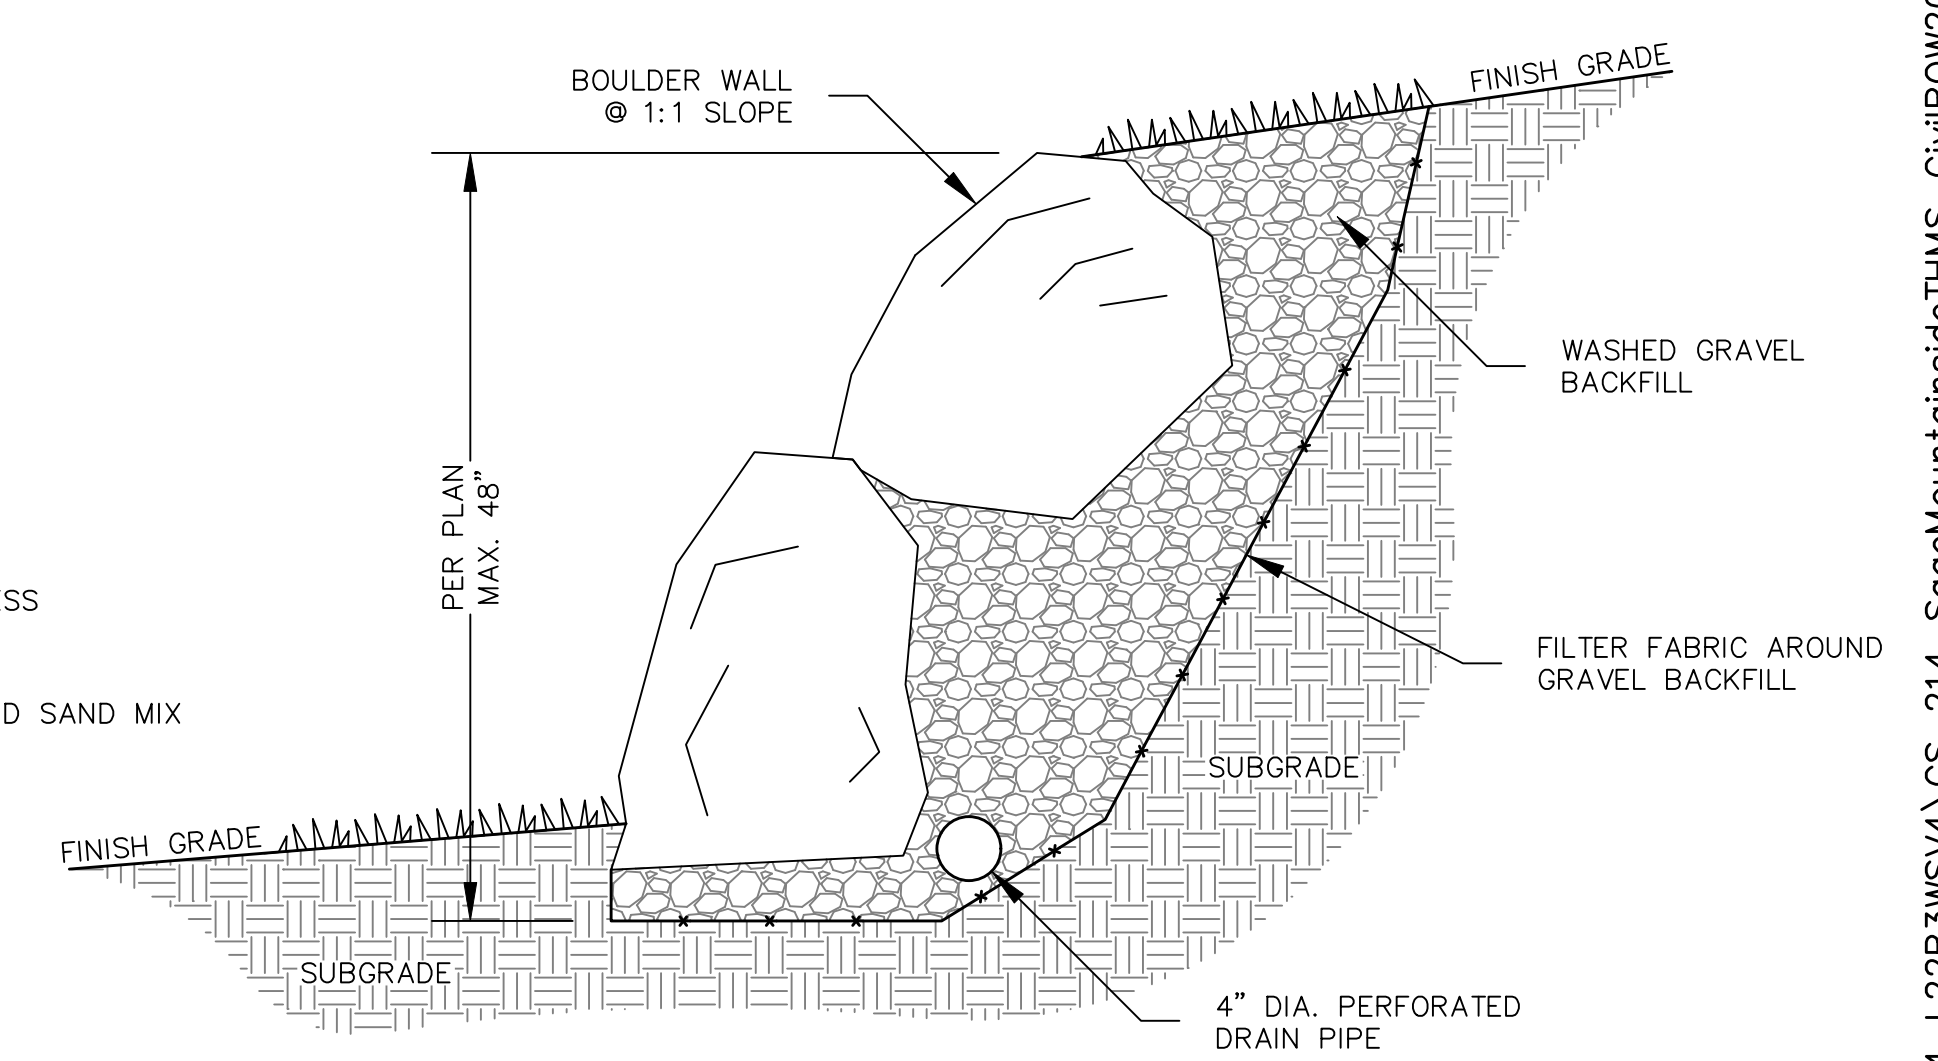 BOULDER WALL
@ 1:1 SLOPE
FINISH GRADE
PER PLAN
MAX. 48”
WASHED GRAVEL
BACKFILL
FILTER FABRIC AROUND
GRAVEL BACKFILL
SUBGRADE
D SAND MIX
FINISH GRADE
SUBGRADE
4” DIA. PERFORATED
DRAIN PIPE